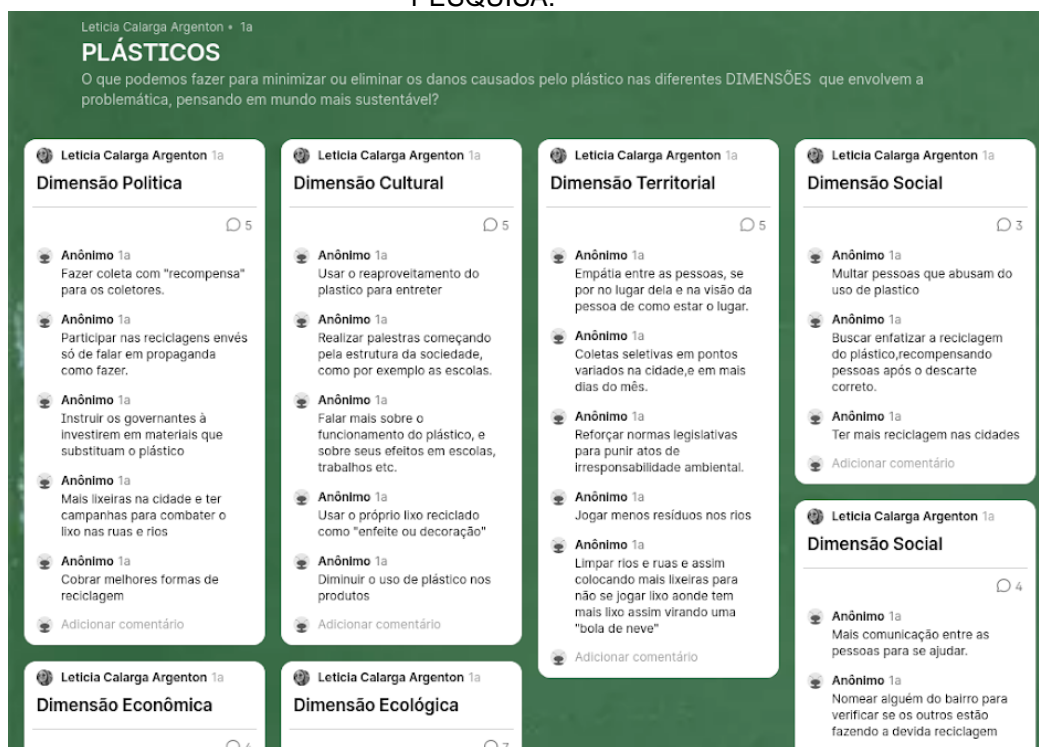 PESQUISA.
Leticia Calarga Argenton • 1a
PLÁSTICOS
O que podemos fazer para minimizar ou eliminar os danos causados pelo plástico nas diferentes DIMENSÕES que envolvem a
problemática, pensando em mundo mais sustentável?
Leticia Calarga Argenton 1a
Dimensão Politica
5
Anônimo 1a
Fazer coleta com "recompensa"
para os coletores.
Anônimo 1a
Participar nas reciclagens envés
só de falar em propaganda
como fazer.
Anônimo 1a
Instruir os governantes à
investirem em materiais que
substituam o plástico
Anônimo 1a
Mais lixeiras na cidade e ter
campanhas para combater o
lixo nas ruas e rios
Anônimo 1a
Cobrar melhores formas de
reciclagem
Adicionar comentário
Leticia Calarga Argenton 1a
Dimensão Econômica
4
Leticia Calarga Argenton 1a
Dimensão Cultural
5
Anônimo 1a
Usar o reaproveitamento do
plastico para entreter
Anônimo 1a
Realizar palestras começando
pela estrutura da sociedade,
como por exemplo as escolas.
Anônimo 1a
Falar mais sobre o
funcionamento do plástico, e
sobre seus efeitos em escolas,
trabalhos etc.
Anônimo 1a
Usar o próprio lixo reciclado
como "enfeite ou decoração"
Anônimo 1a
Diminuir o uso de plástico nos
produtos
Adicionar comentário
Leticia Calarga Argenton 1a
Dimensão Ecológica
Leticia Calarga Argenton 1a
Dimensão Territorial
5
Anônimo 1a
Empátia entre as pessoas, se
por no lugar dela e na visão da
pessoa de como estar o lugar.
Anônimo 1a
Coletas seletivas em pontos
variados na cidade,e em mais
dias do mês.
Anônimo 1a
Reforçar normas legislativas
para punir atos de
irresponsabilidade ambiental.
Anônimo 1a
Jogar menos resíduos nos rios
Anônimo 1a
Limpar rios e ruas e assim
colocando mais lixeiras para
não se jogar lixo aonde tem
mais lixo assim virando uma
"bola de neve"
Adicionar comentário
Leticia Calarga Argenton 1a
Dimensão Social
3
Anônimo 1a
Multar pessoas que abusam do
uso de plastico
Anônimo 1a
Buscar enfatizar a reciclagem
do plástico,recompensando
pessoas após o descarte
correto.
Anônimo 1a
Ter mais reciclagem nas cidades
Adicionar comentário
Leticia Calarga Argenton 1a
Dimensão Social
4
Anônimo 1a
Mais comunicação entre as
pessoas para se ajudar.
Anônimo 1a
Nomear alguém do bairro para
verificar se os outros estão
fazendo a devida reciclagem